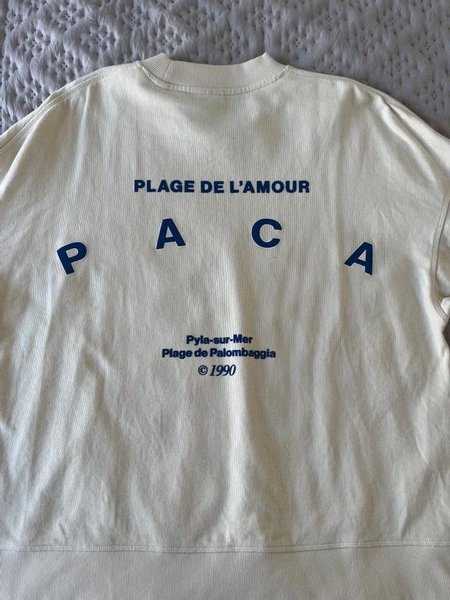 PLAGE DE L'AMOUR
P A C A
Pyla-sur-Mer
Plage de Palombaggia
© 1990